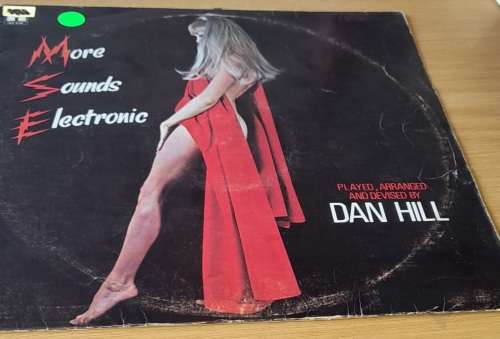 More
Sounds
Electronic
PLAYED, ARRANGED
AND DEVISED BY
DAN HILL